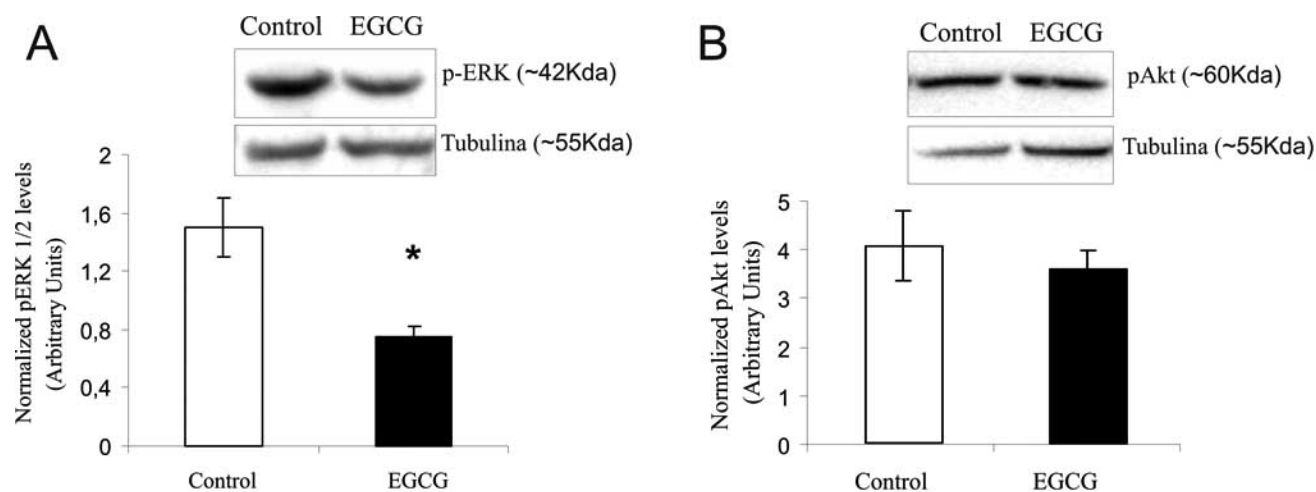 A
Control EGCG
p-ERK (~42Kda)
Tubulina (~55Kda)
Normalized pERK 1/2 levels
(Arbitrary Units)
2
1,6
1,2
0,8
0,4
0
*
Control EGCG
B
Control EGCG
pAkt (~60Kda)
Tubulina (~55Kda)
Normalized pAkt levels
(Arbitrary Units)
5
4
3
2
1
0
Control EGCG